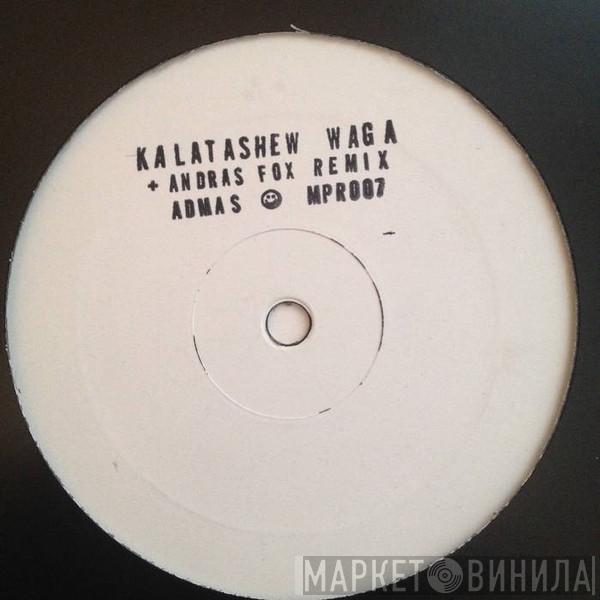 KALATASHEW WAGA
+ ANDRAS FOX REMIX
ADMAS MPR007
МАРКЕТ ВИНИЛА